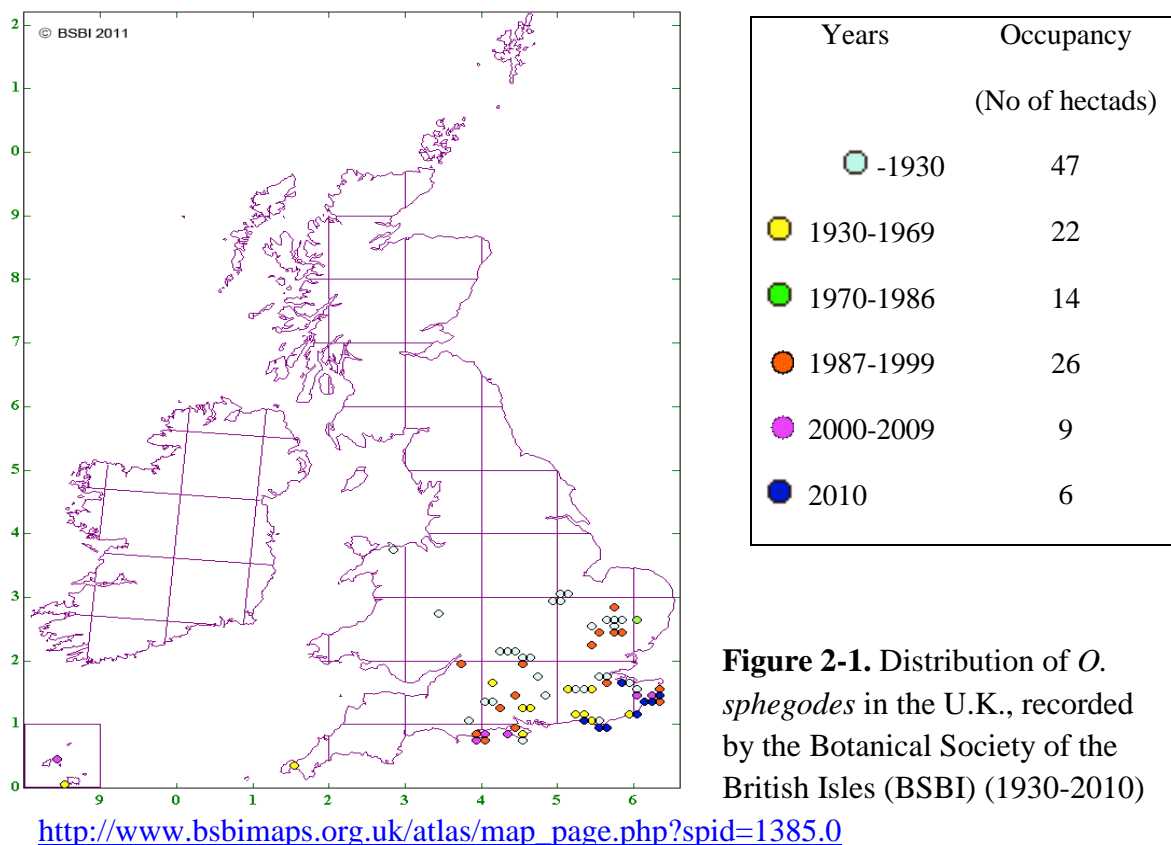 © BSBI 2011
2
1
0
9
8
7
6
5
4
3
2
1
0
9 0 1 2 3 4 5 6
http://www.bsbimaps.org.uk/atlas/map_page.php?spid=1385.0
Years Occupancy
(No of hectads)
-1930 47
1930-1969 22
1970-1986 14
1987-1999 26
2000-2009 9
2010 6
Figure 2-1. Distribution of O.
sphegodes in the U.K., recorded
by the Botanical Society of the
British Isles (BSBI) (1930-2010)